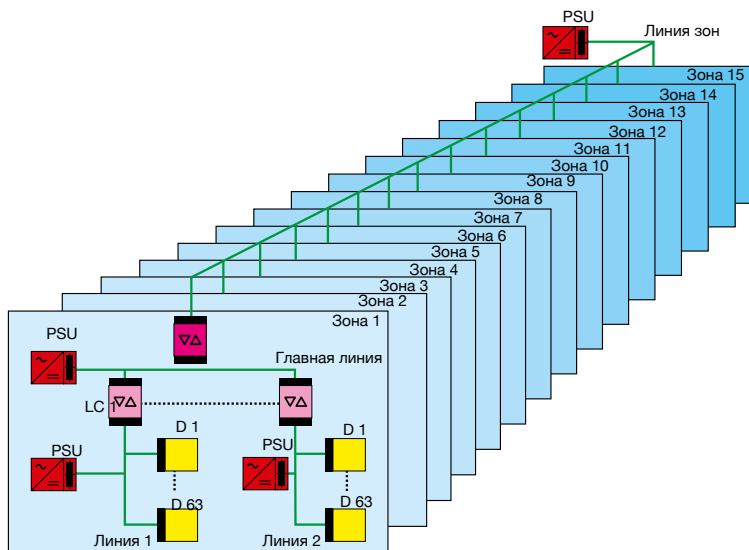 PSU
Линия зон
Зона 15
Зона 14
Зона 13
Зона 12
Зона 11
Зона 10
Зона 9
Зона 8
Зона 7
Зона 6
Зона 5
Зона 4
Зона 3
Зона 2
Зона 1
PSU
Главная линия
LC 1
D 1
D 1
PSU
PSU
D 63
D 63
Линия 1
Линия 2